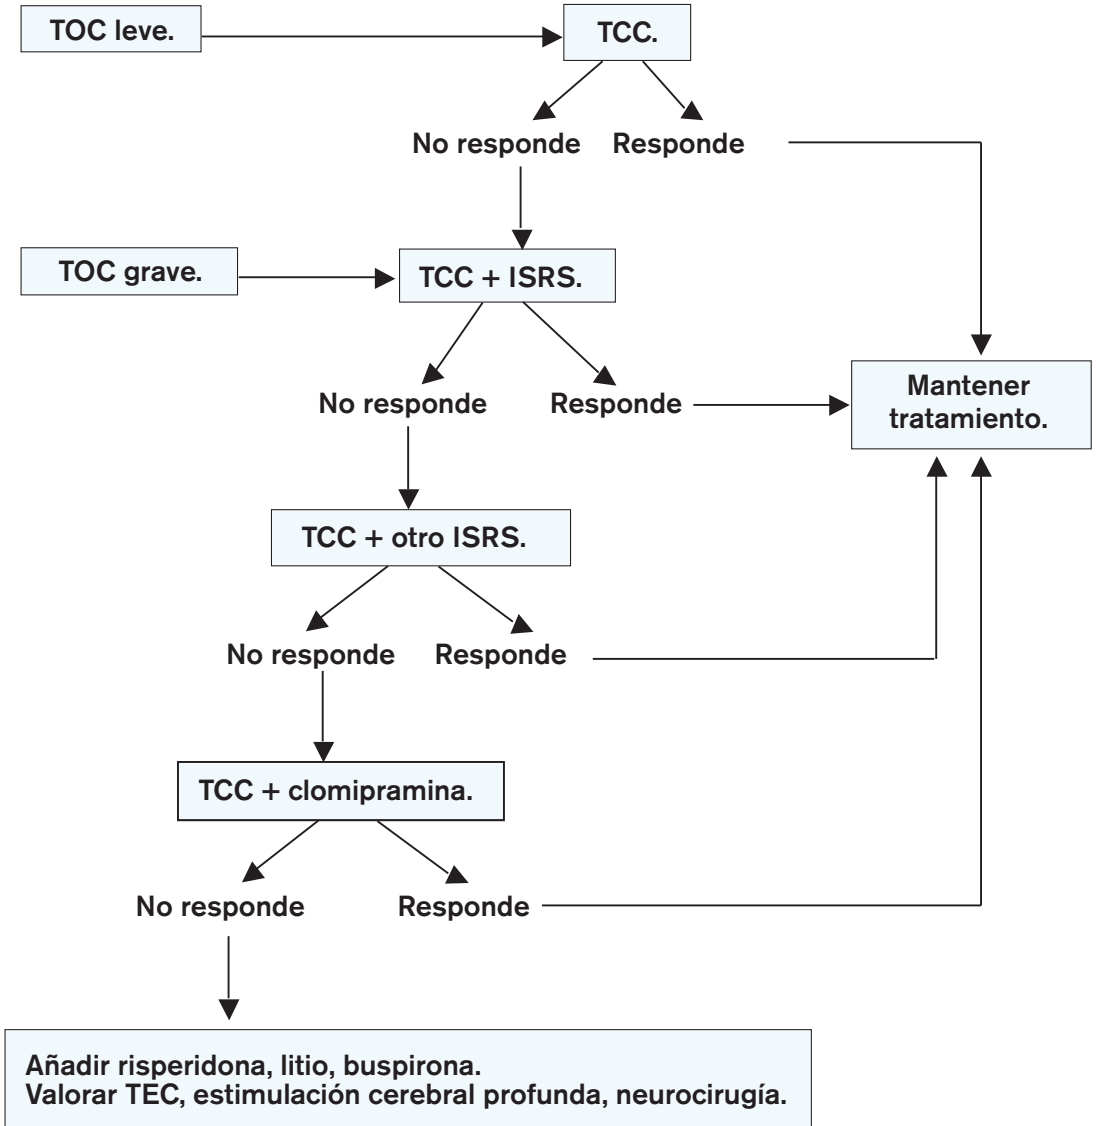 TOC leve.
TCC.
No responde
Responde
TOC grave.
TCC + ISRS.
Mantener
tratamiento.
No responde
Responde
TCC + otro ISRS.
No responde
Responde
TCC + clomipramina.
No responde
Responde
Añadir risperidona, litio, buspirona.
Valorar TEC, estimulación cerebral profunda, neurocirugía.